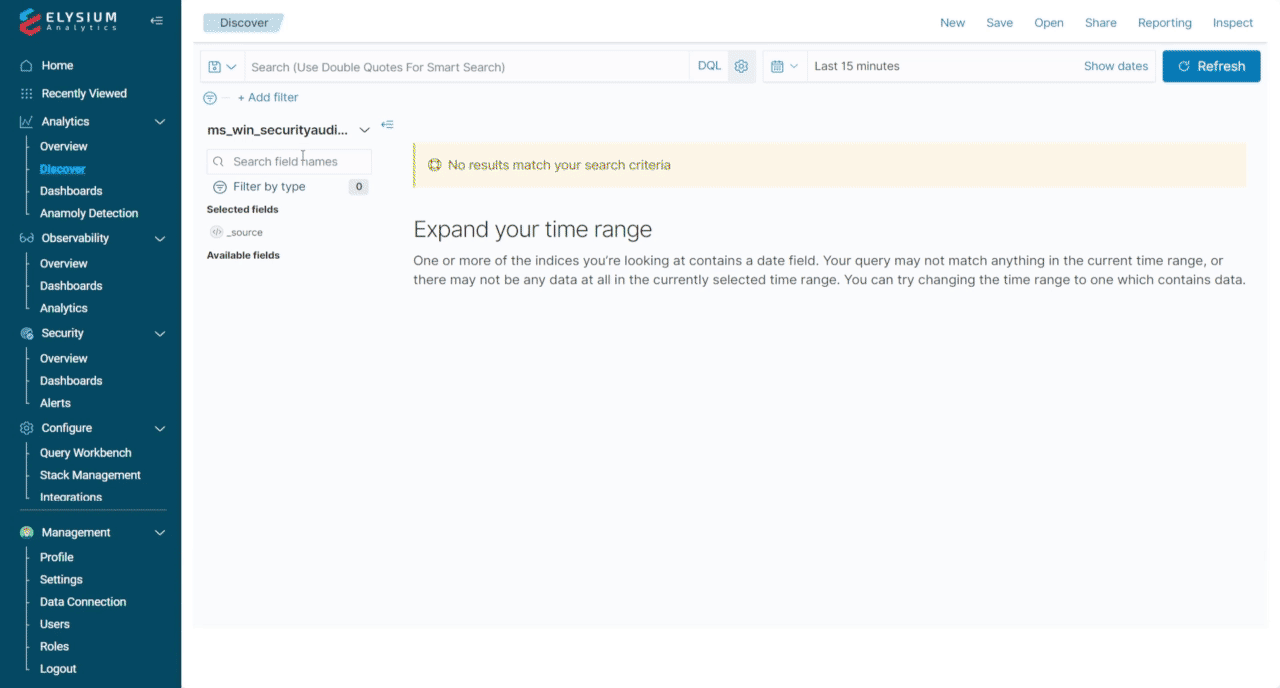 ELYSIUM
Analytics
Home
Recently Viewed
Analytics
Overview
Discover
Dashboards
Anamoly Detection
Observability
Overview
Dashboards
Analytics
Security
Overview
Dashboards
Alerts
Configure
Query Workbench
Stack Management
Integrations
Management
Profile
Settings
Data Connection
Users
Roles
Logout
Discover
New Save Open Share Reporting Inspect
Search (Use Double Quotes For Smart Search) DQL Last 15 minutes Show dates Refresh
+ Add filter
ms_win_securityaudi...
Search field names
Filter by type 0
Selected fields
_source
Available fields
No results match your search criteria
Expand your time range
One or more of the indices you're looking at contains a date field. Your query may not match anything in the current time range, or
there may not be any data at all in the currently selected time range. You can try changing the time range to one which contains data.